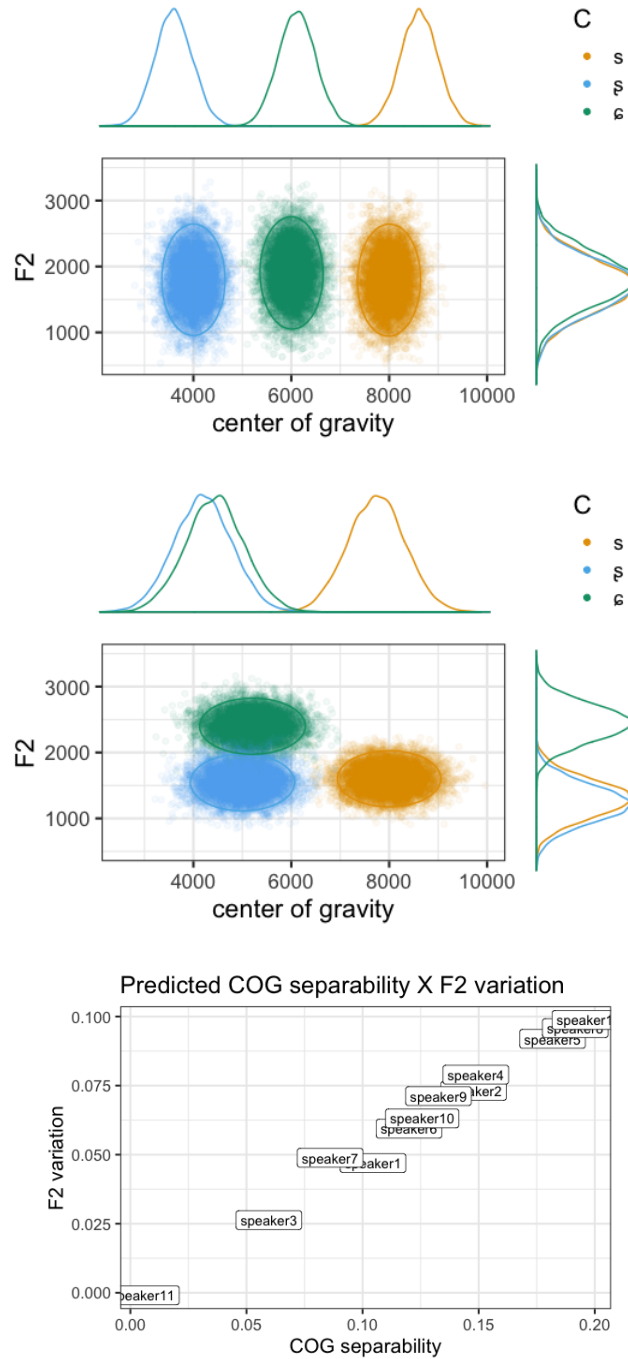 C
s
ʂ
ɕ
F2
3000
2000
1000
4000 6000 8000 10000
center of gravity
C
s
ʂ
ɕ
F2
3000
2000
1000
4000 6000 8000 10000
center of gravity
Predicted COG separability X F2 variation
F2 variation
0.100
0.075
0.050
0.025
0.000
speaker1
speaker5
speaker4
speaker9
speaker10
speaker6
speaker7
speaker1
speaker3
0.00 0.05 0.10 0.15 0.20
COG separability